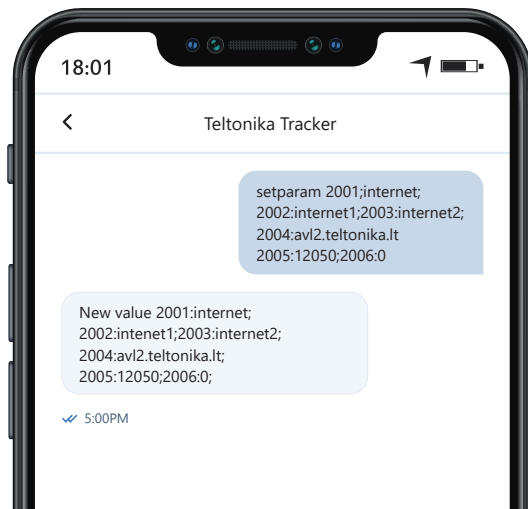 18:01
Teltonika Tracker
setparam 2001;internet;
2002:internet1;2003:internet2;
2004:avl2.teltonika.lt
2005:12050;2006:0
New value 2001:internet;
2002:intenet1;2003:internet2;
2004:avl2.teltonika.lt;
2005:12050;2006:0;
5:00PM